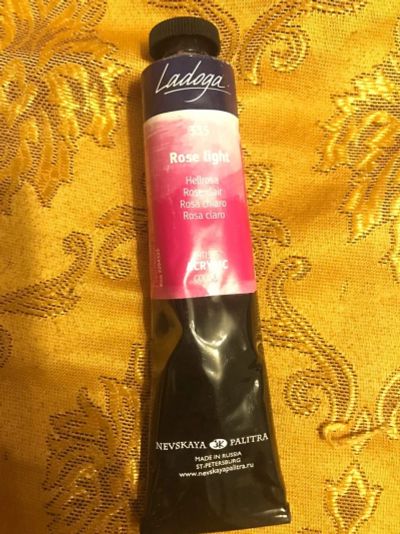 Ladoga
335
Rose light
Hellrosa
Rose clair
Rosa chiaro
Rosa claro
ACRYLIC
NEVSKAYA PALITRA
MADE IN RUSSIA
ST-PETERSBURG
www.nevskayapalitra.ru